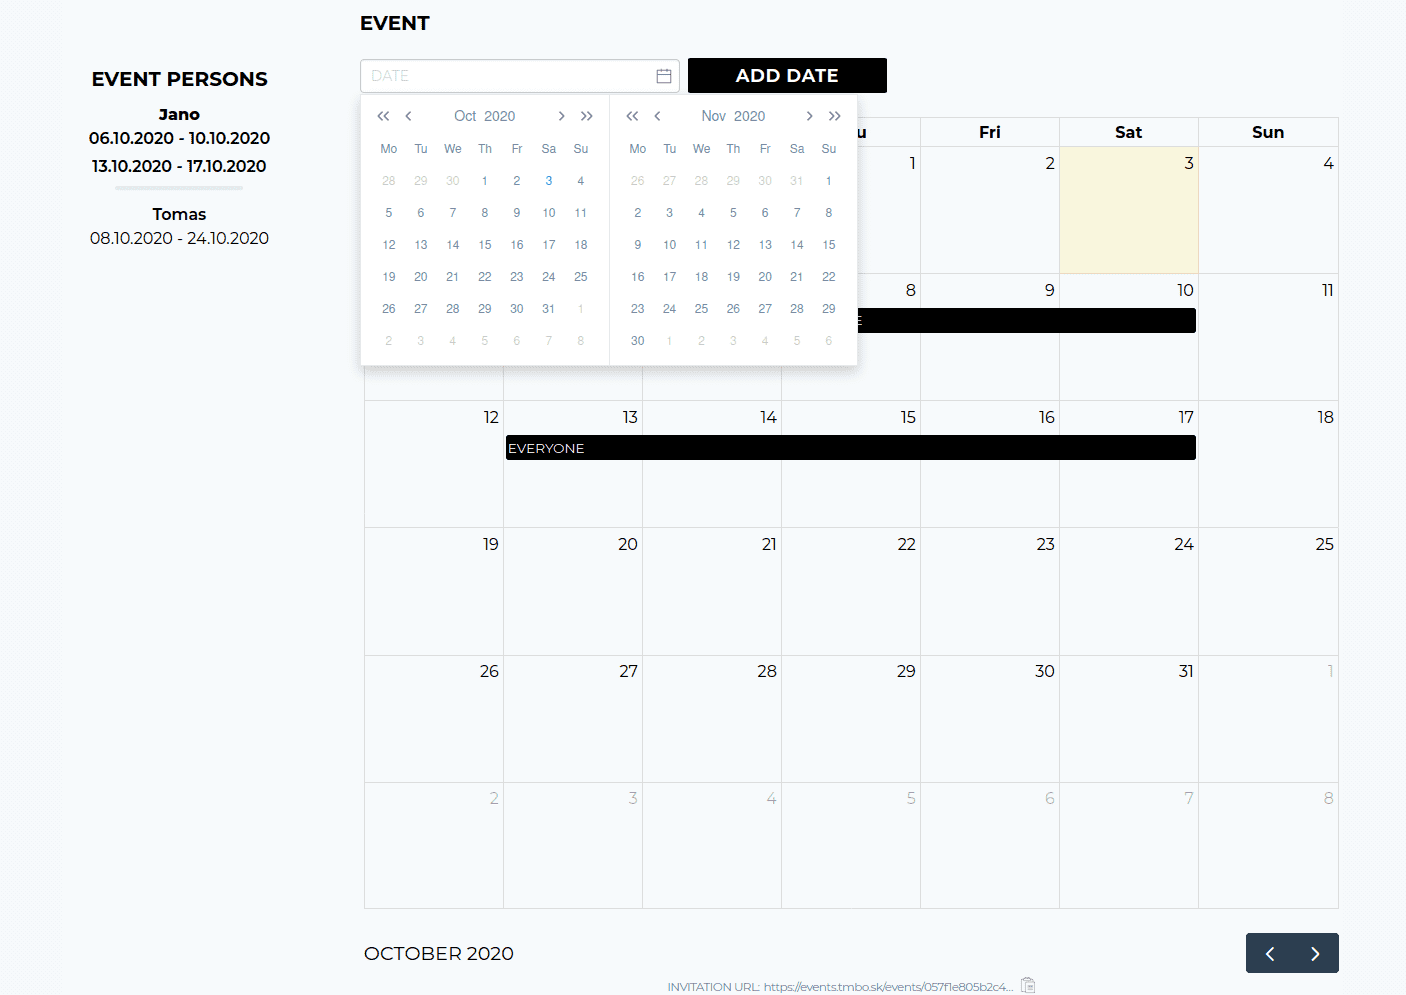 EVENT
EVENT PERSONS
Jano
06.10.2020 - 10.10.2020
13.10.2020 - 17.10.2020
Tomas
08.10.2020 - 24.10.2020
DATE
ADD DATE
Oct 2020
Mo Tu We Th Fr Sa Su
28 29 30 1 2 3 4
5 6 7 8 9 10 11
12 13 14 15 16 17 18
19 20 21 22 23 24 25
26 27 28 29 30 31 1
2 3 4 5 6 7 8
Nov 2020
Mo Tu We Th Fr Sa Su
26 27 28 29 30 31 1
2 3 4 5 6 7 8
9 10 11 12 13 14 15
16 17 18 19 20 21 22
23 24 25 26 27 28 29
30 1 2 3 4 5 6
Fri Sat Sun
1 2 3 4
8 9 10 11
12 13 14 15 16 17 18
EVERYONE
19 20 21 22 23 24 25
26 27 28 29 30 31 1
2 3 4 5 6 7 8
OCTOBER 2020
INVITATION URL: https://events.tmbo.sk/events/057f1e805b2c4...